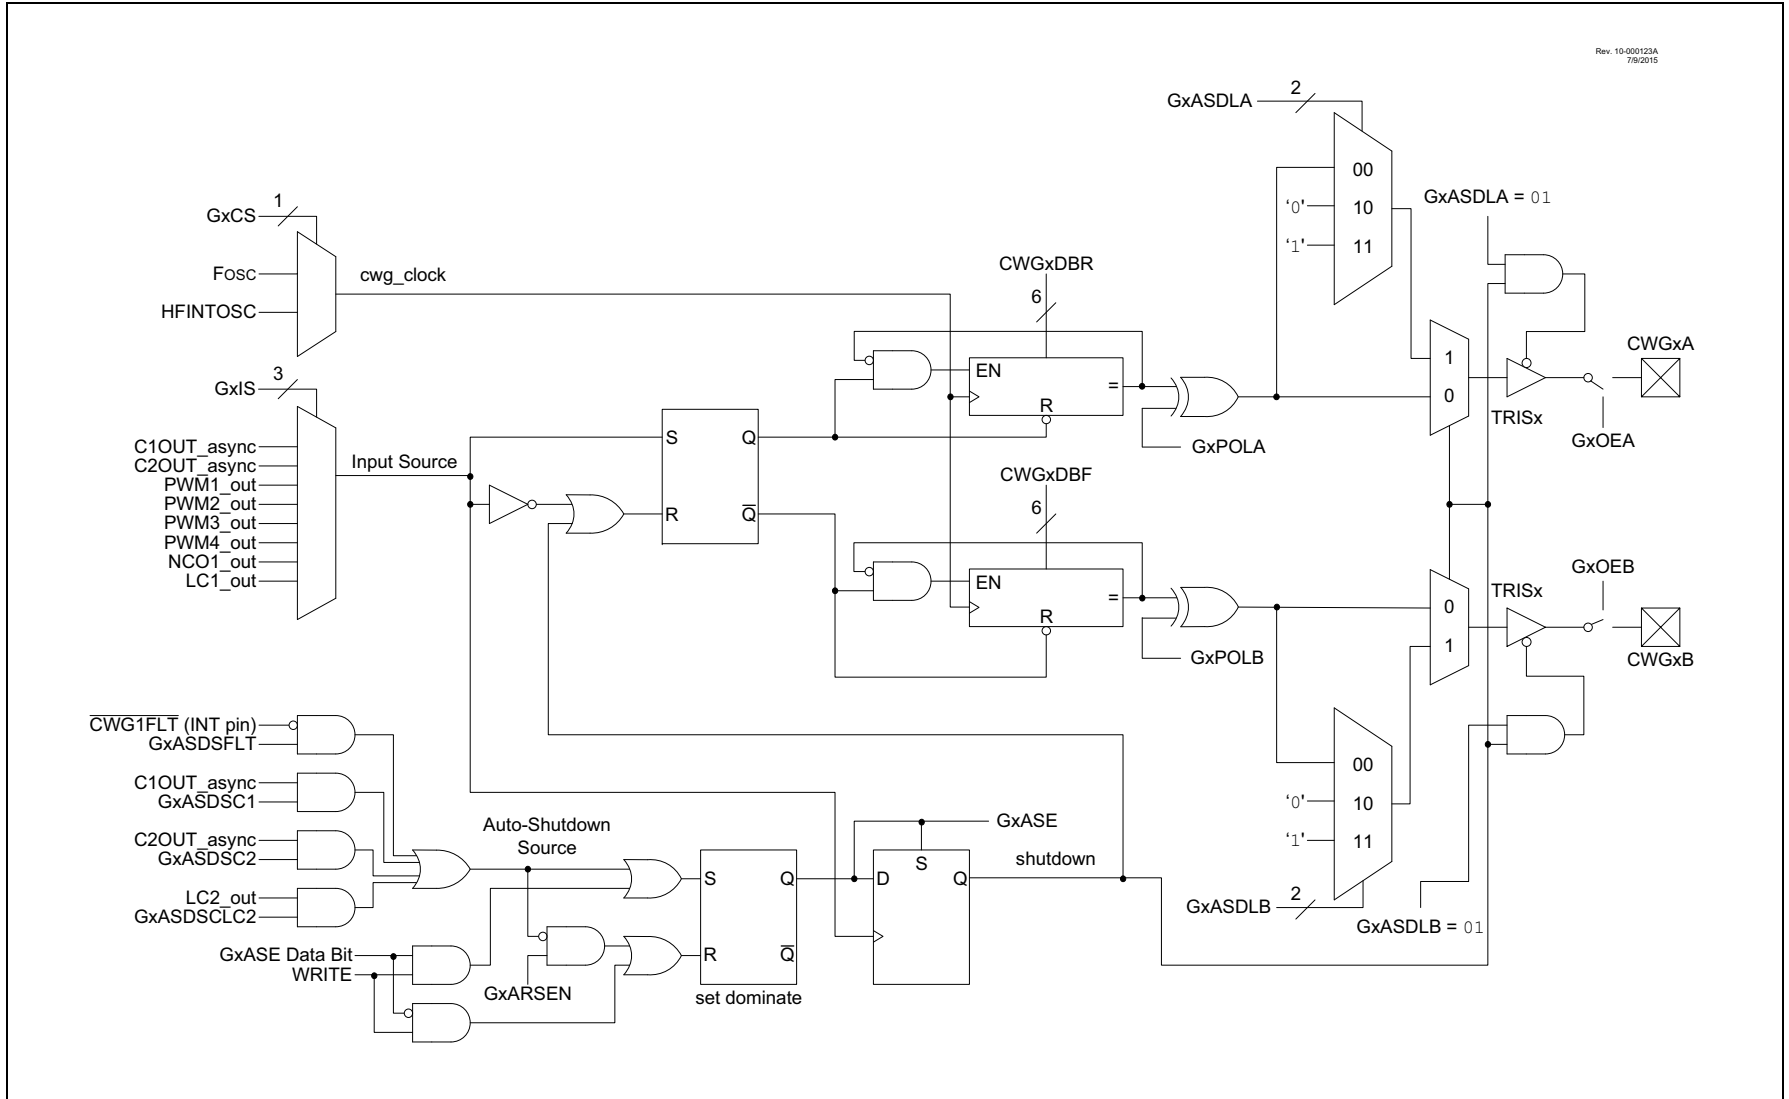 Rev. 10-000123A
7/9/2015
GxASDLA
2
00
‘0’
10
‘1’
11
GxASDLA = 01
GxCS
1
FOSC
HFINTOSC
cwg_clock
GxIS
3
C1OUT_async
C2OUT_async
PWM1_out
PWM2_out
PWM3_out
PWM4_out
NCO1_out
LC1_out
Input Source
S
Q
R
Q̅
CWGxDBR
6
EN
=
R
GxPOLA
1
0
TRISx
CWGxA
GxOEA
CWGxDBF
6
EN
=
R
GxPOLB
0
1
TRISx
GxOEB
CWGxB
00
‘0’
10
‘1’
11
GxASDLB
2
GxASDLB = 01
C̅W̅G̅1̅F̅L̅T̅ (INT pin)
GxASDSFLT
C1OUT_async
GxASDSC1
C2OUT_async
GxASDSC2
LC2_out
GxASDSCLC2
GxASE Data Bit
WRITE
Auto-Shutdown
Source
GxARSEN
S
Q
R
Q̅
set dominate
GxASE
S
D
Q
shutdown